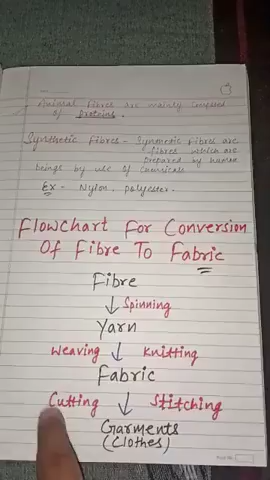 Animal Fibres are mainly composed
of Proteins.
Synthetic Fibres - Synthetic Fibres are
fibres which are
prepared by human
beings by use of
Ex - Nylon, polyester.
Flowchart For Conversion
Of Fibre To Fabric
Fibre
↓ Spinning
Yarn
Weaving ↓ Knitting
Fabric
Cutting ↓ Stitching
Garments
(Clothes)